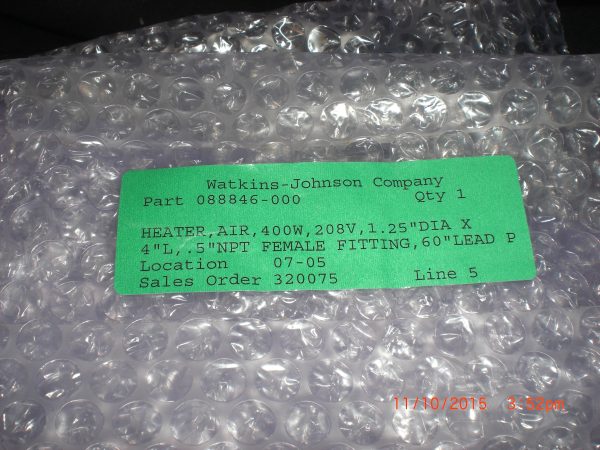 Watkins-Johnson Company
Part 088846-000 Qty 1
HEATER,AIR,400W,208V,1.25"DIA X
4"L,.5"NPT FEMALE FITTING,60"LEAD P
Location 07-05
Sales Order 320075 Line 5
11/10/2015 3:52pm